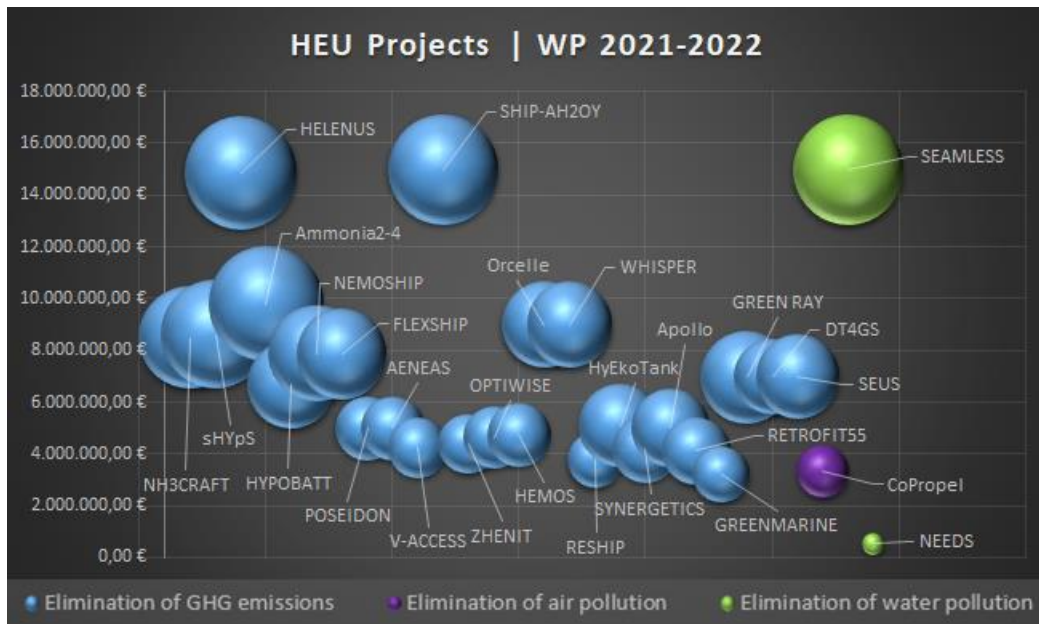 HEU Projects | WP 2021-2022
18.000.000,00 €
16.000.000,00 €
14.000.000,00 €
12.000.000,00 €
10.000.000,00 €
8.000.000,00 €
6.000.000,00 €
4.000.000,00 €
2.000.000,00 €
0,00 €
HELENUS
SHIP-AH2OY
SEAMLESS
Ammonia2-4
NEMOSHIP
Orcelle
WHISPER
GREEN RAY
FLEXSHIP
Apollo
DT4GS
AENEAS
OPTIWISE
HyEkoTank
SEUS
sHYpS
RETROFIT55
NH3CRAFT
HYPOBATT
HEMOS
CoPropel
POSEIDON
SYNERGETICS
GREENMARINE
V-ACCESS
ZHENIT
RESHIP
NEEDS
Elimination of GHG emissions
Elimination of air pollution
Elimination of water pollution